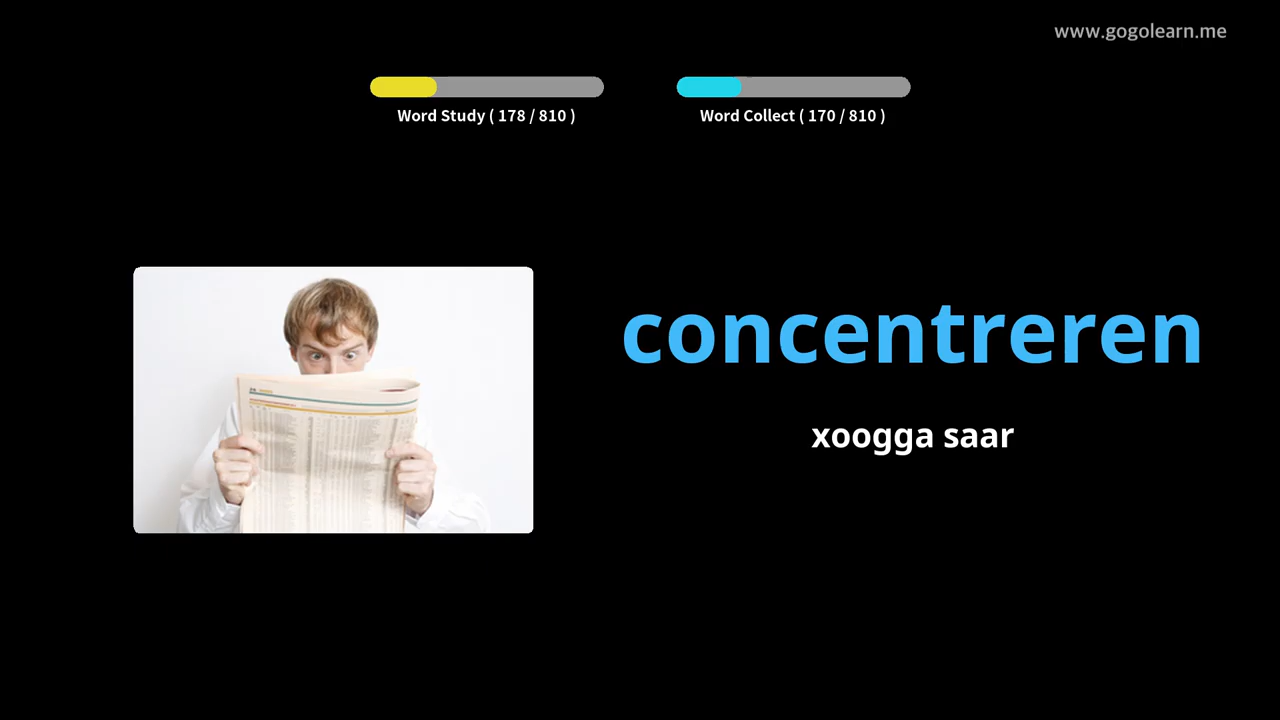 www.gogolearn.me
Word Study ( 178 / 810 )
Word Collect ( 170 / 810 )
concentreren
xoogga saar